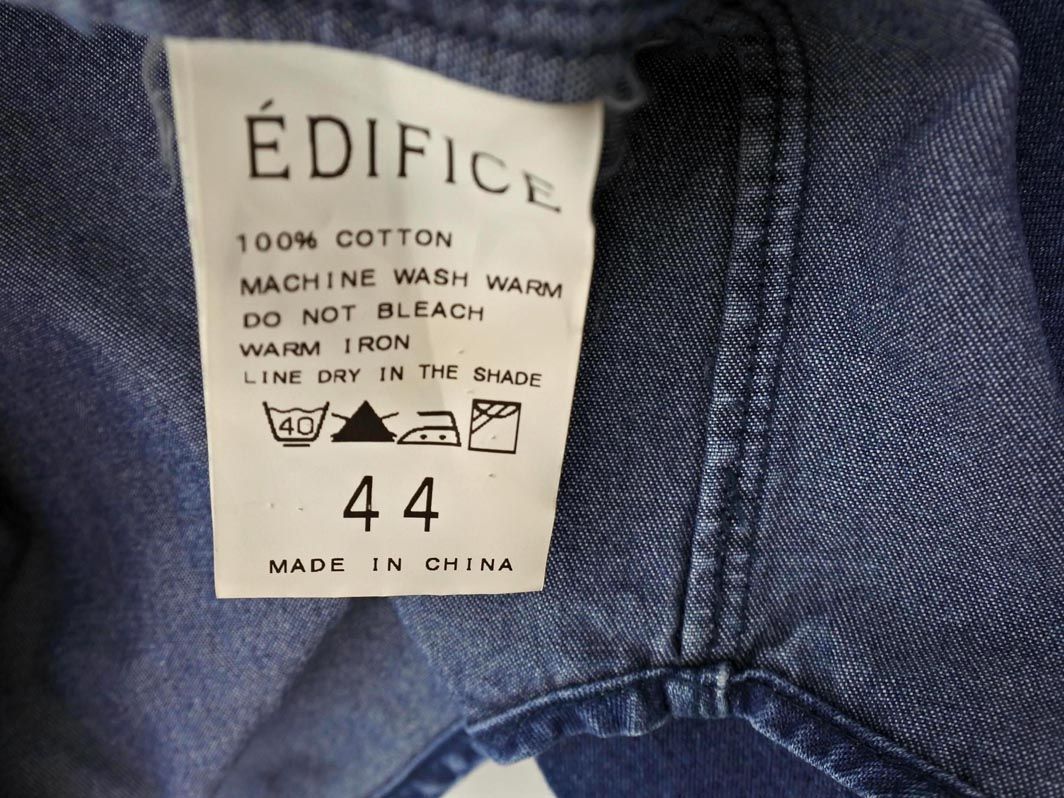 ÉDIFICE
100% COTTON
MACHINE WASH WARM
DO NOT BLEACH
WARM IRON
LINE DRY IN THE SHADE
40
44
MADE IN CHINA